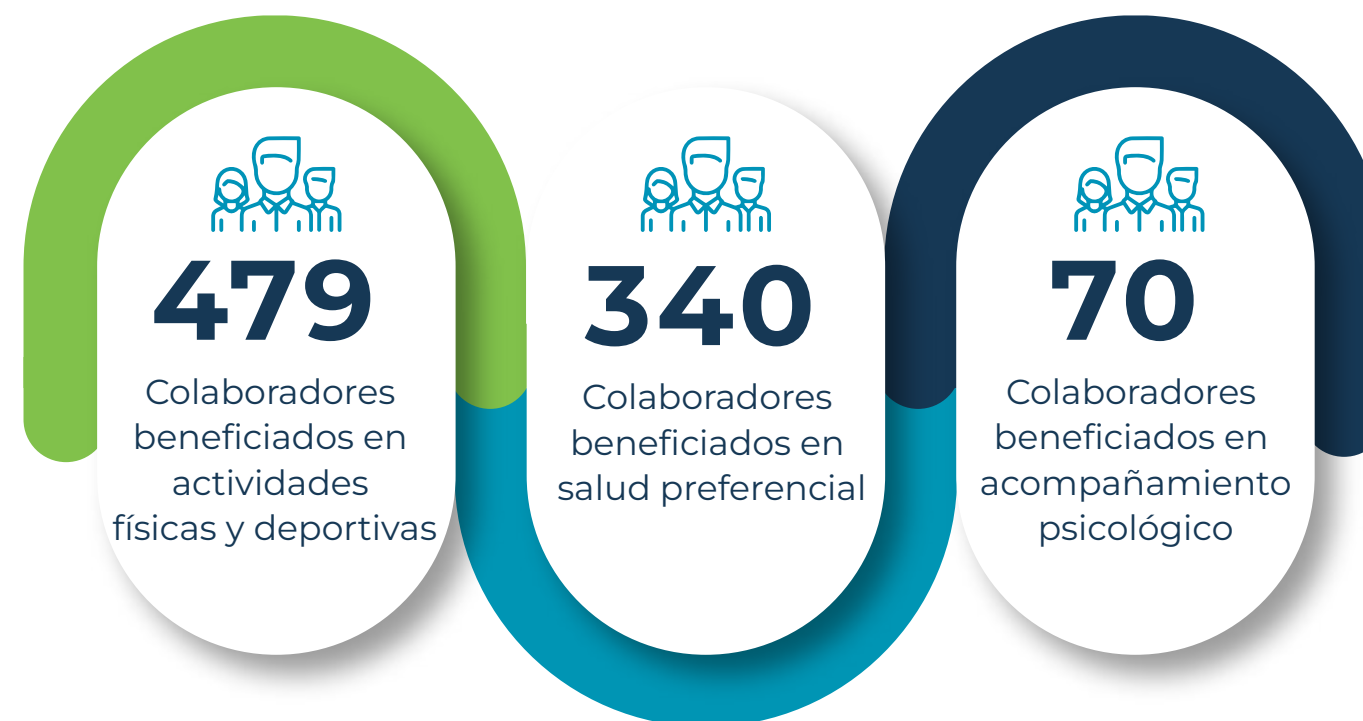 479
Colaboradores
beneficiados en
actividades
físicas y deportivas
340
Colaboradores
beneficiados en
salud preferencial
70
Colaboradores
beneficiados en
acompañamiento
psicológico